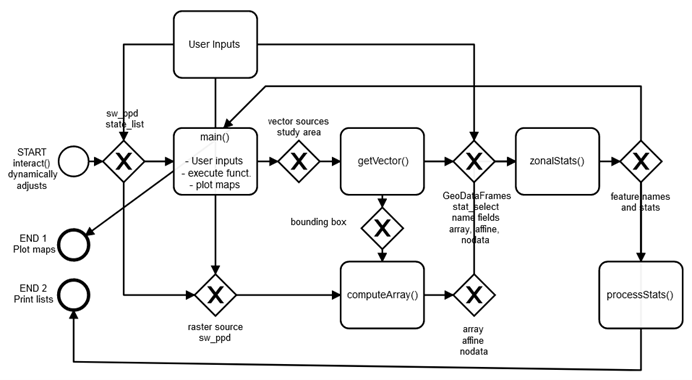 User Inputs
sw_ppd
state_list
START
interact()
dynamically
adjusts
main()
- User inputs
- execute funct.
- plot maps
vector sources
study area
getVector()
zonalStats()
GeoDataFrames
stat_select
name fields
array, affine,
nodata
feature names
and stats
bounding box
END 1
Plot maps
END 2
Print lists
raster source
sw_ppd
computeArray()
array
affine
nodata
processStats()